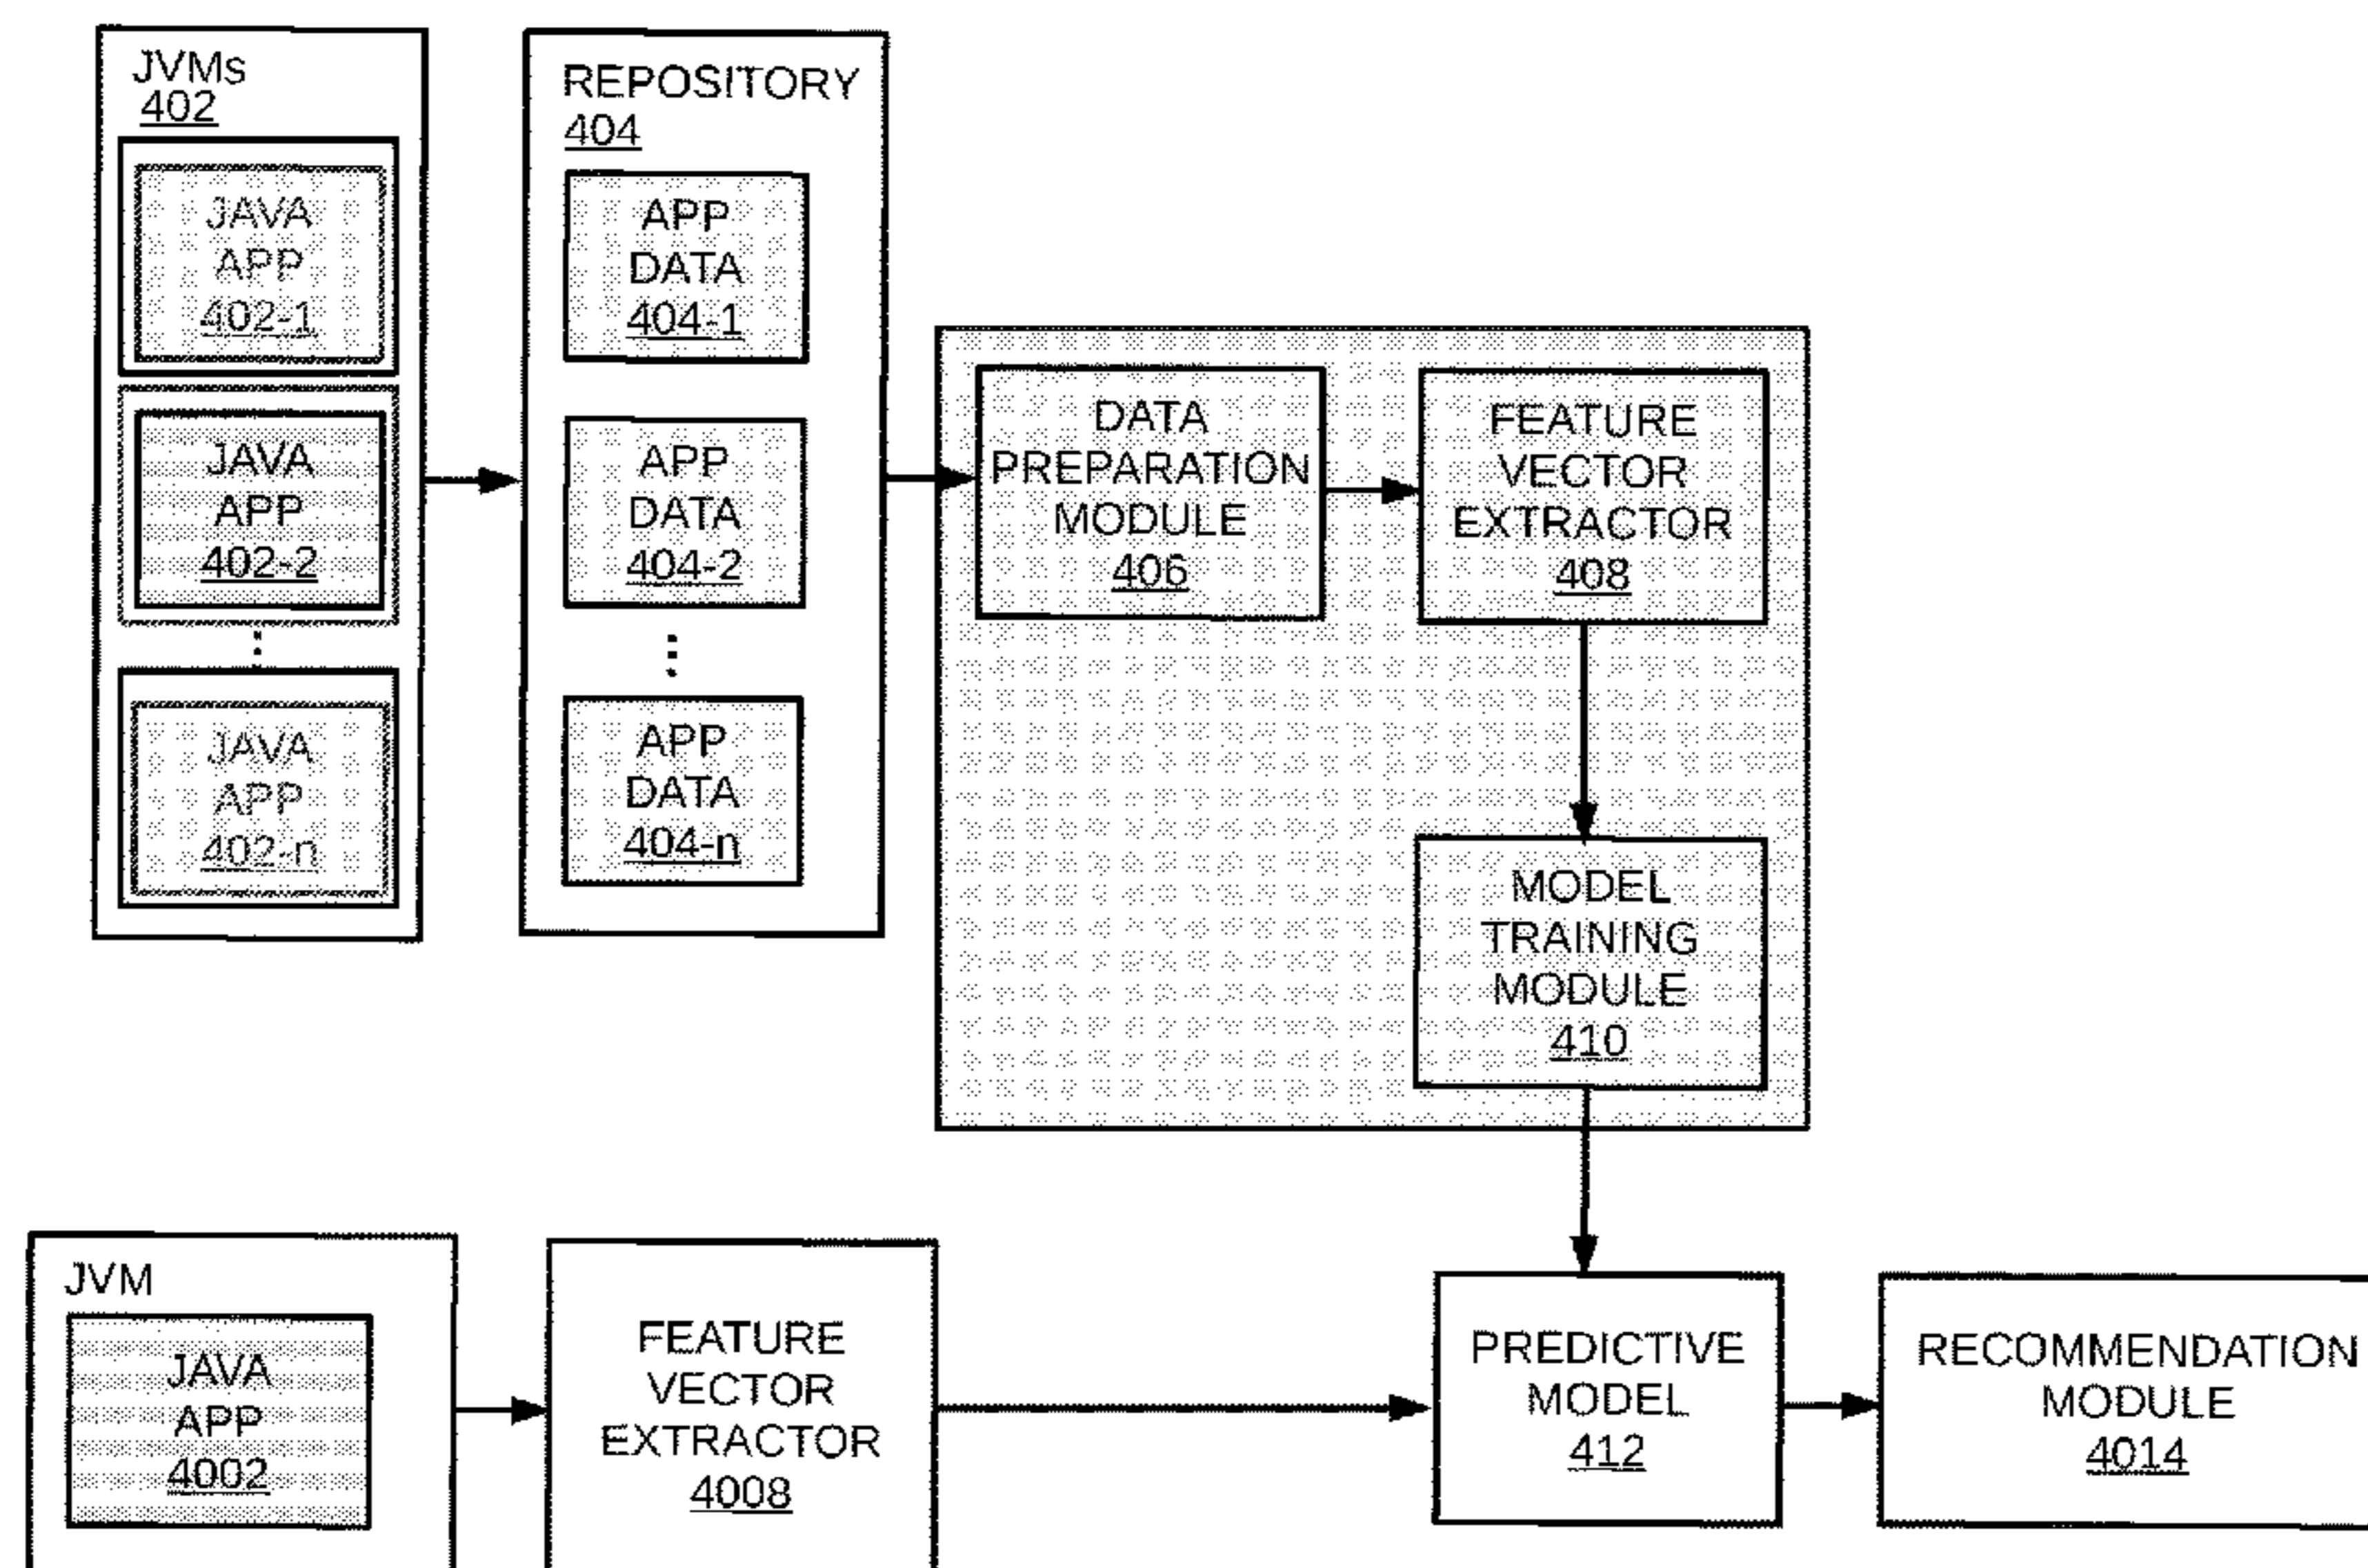 JVMs
402
JAVA
APP
402-1
JAVA
APP
402-2
JAVA
APP
402-n
REPOSITORY
404
APP
DATA
404-1
APP
DATA
404-2
APP
DATA
404-n
DATA
PREPARATION
MODULE
406
FEATURE
VECTOR
EXTRACTOR
408
MODEL
TRAINING
MODULE
410
JVM
JAVA
APP
4002
FEATURE
VECTOR
EXTRACTOR
4008
PREDICTIVE
MODEL
412
RECOMMENDATION
MODULE
4014